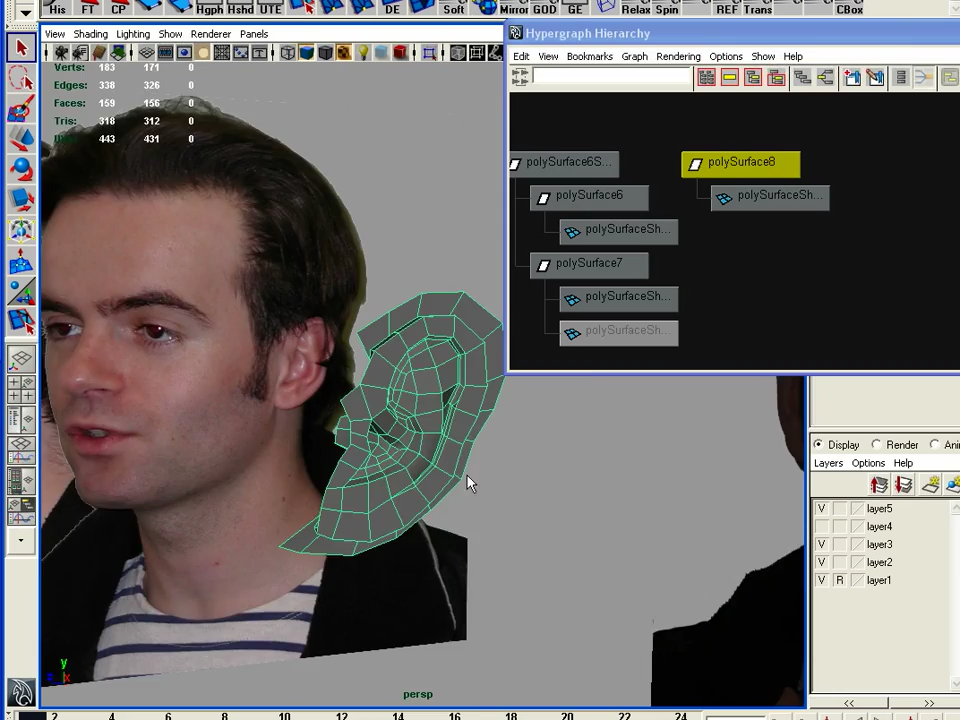 His FT CP Hgph Hshd UTE DE Soft Mirror GOD GE Relax Spin REF Trans CBox
View Shading Lighting Show Renderer Panels
Hypergraph Hierarchy
Edit View Bookmarks Graph Rendering Options Show Help
Verts: 183 171 0
Edges: 338 326 0
Faces: 159 156 0
Tris: 318 312 0
443 431 0
polySurface6S... polySurface8
polySurface6 polySurfaceSh...
polySurfaceSh...
polySurface7
polySurfaceSh...
polySurfaceSh...
Display Render Ani
Layers Options Help
V layer5
layer4
V layer3
V layer2
V R layer1
y
z x
persp
<< >>
2 4 6 8 10 12 14 16 18 20 22 24